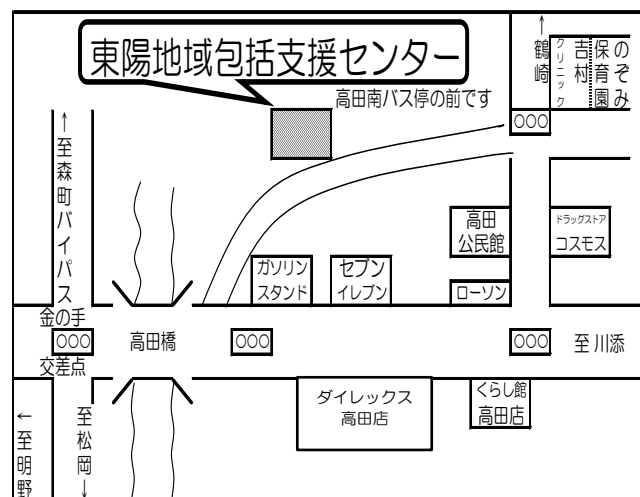 東陽地域包括支援センター
高田南バス停の前です
↑鶴崎
吉村クリニック
のぞみ保育園
○○○
↑至森町バイパス
高田公民館
ドラッグストア
コスモス
ガソリン
スタンド
セブン
イレブン
ローソン
金の手
○○○
交差点
高田橋
○○○
○○○
至川添
ダイレックス
高田店
くらし館
高田店
←至明野
至松岡↓